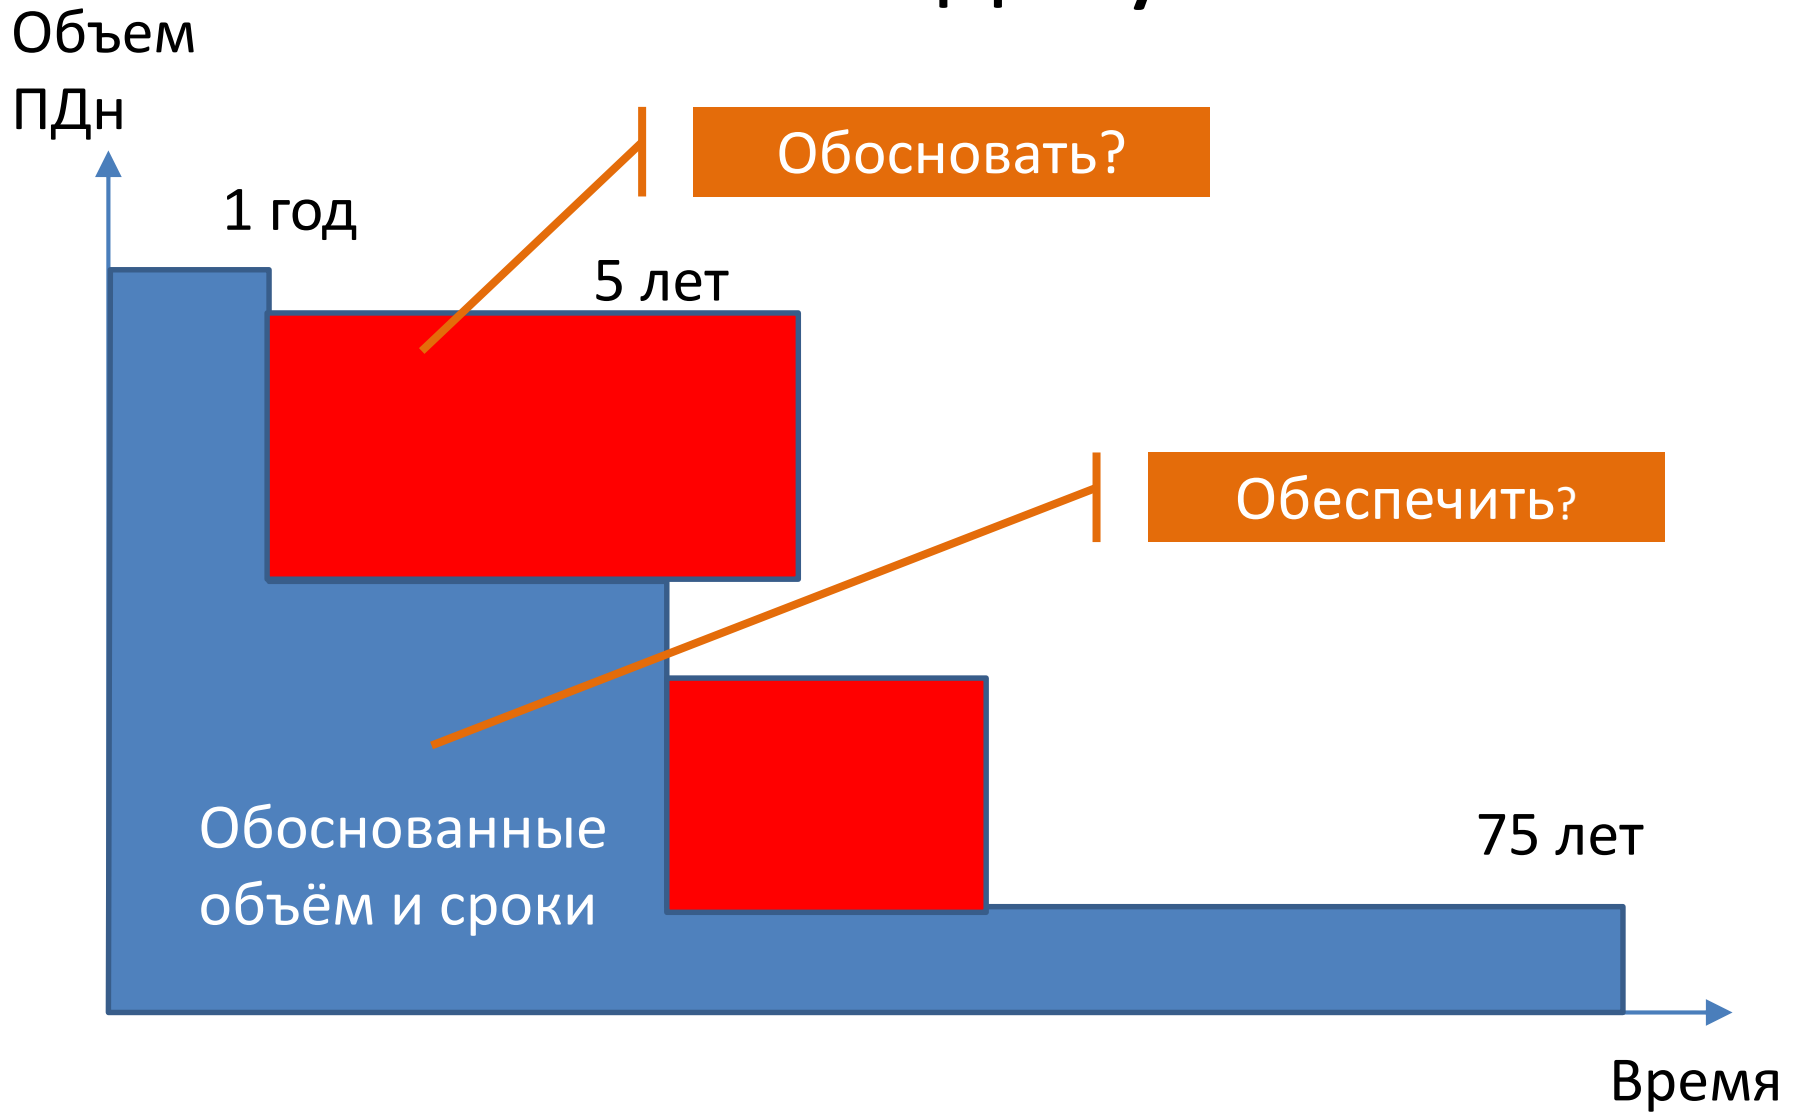 Объем
ПДн
Обосновать?
1 год
5 лет
Обеспечить?
Обоснованные
объём и сроки
75 лет
Время